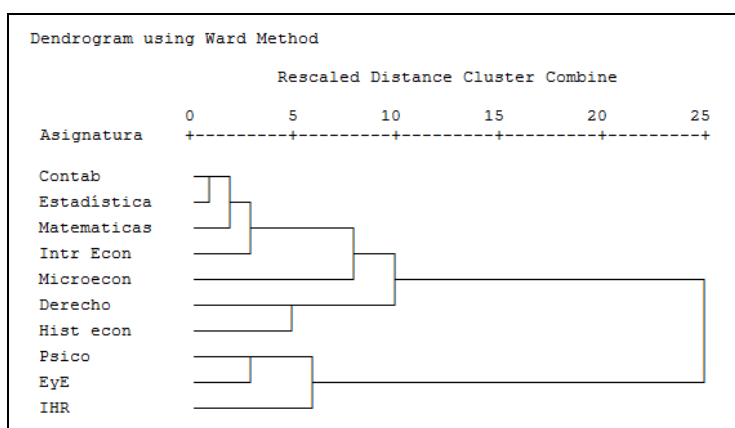 Dendrogram using Ward Method
Rescaled Distance Cluster Combine
0 5 10 15 20 25
Asignatura +---------+---------+---------+---------+---------+
Contab
Estadística
Matematicas
Intr Econ
Microecon
Derecho
Hist econ
Psico
EyE
IHR